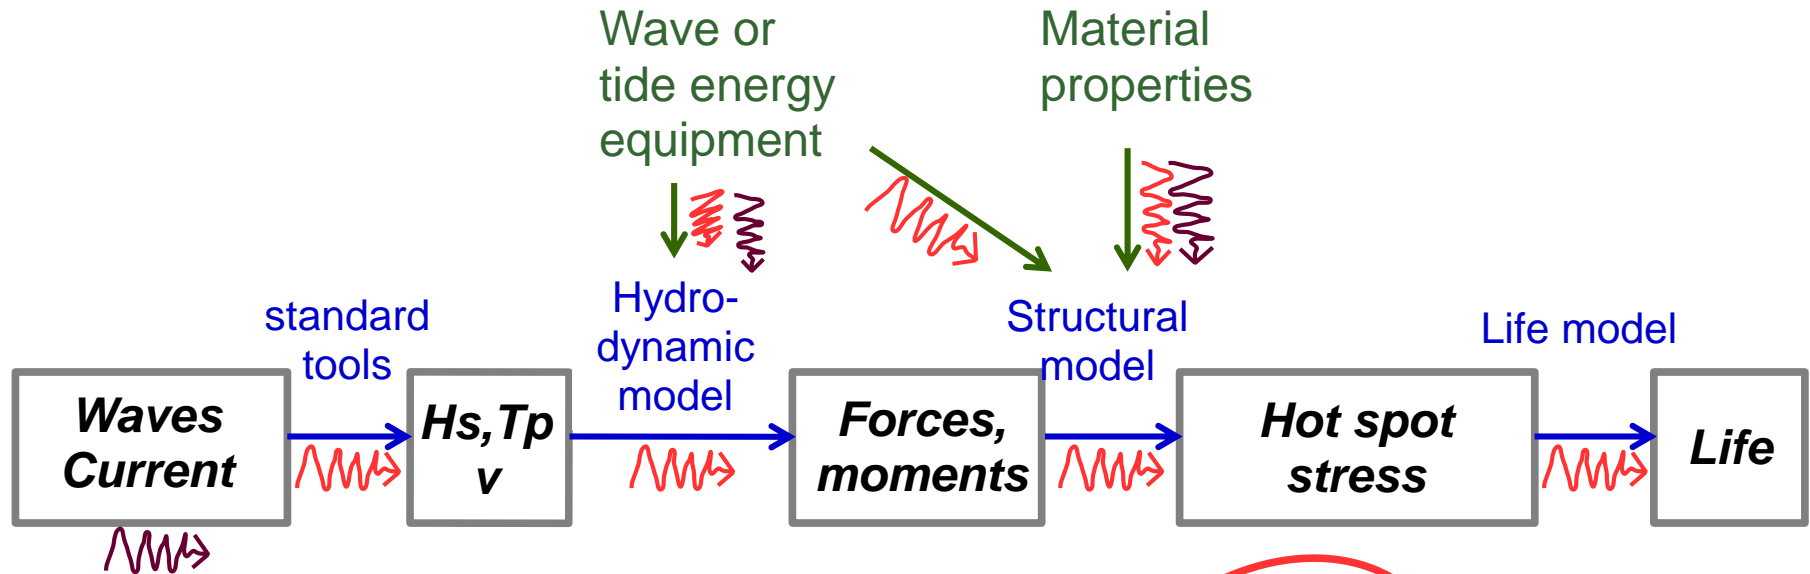 Wave or
tide energy
equipment
Material
properties
standard
tools
Hydro-
dynamic
model
Structural
model
Life model
Waves
Current
Hs,Tp
v
Forces,
moments
Hot spot
stress
Life